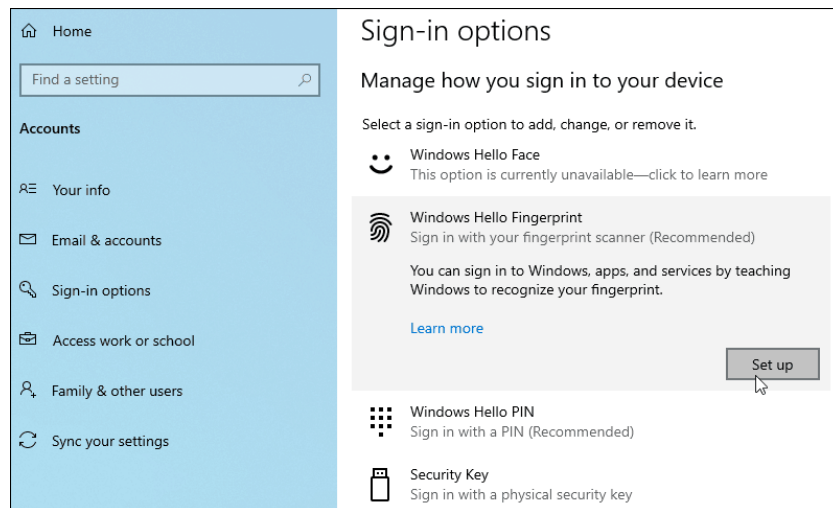 Home
Find a setting
Accounts
Your info
Email & accounts
Sign-in options
Access work or school
Family & other users
Sync your settings
Sign-in options
Manage how you sign in to your device
Select a sign-in option to add, change, or remove it.
Windows Hello Face
This option is currently unavailable—click to learn more
Windows Hello Fingerprint
Sign in with your fingerprint scanner (Recommended)
You can sign in to Windows, apps, and services by teaching
Windows to recognize your fingerprint.
Learn more
Set up
Windows Hello PIN
Sign in with a PIN (Recommended)
Security Key
Sign in with a physical security key